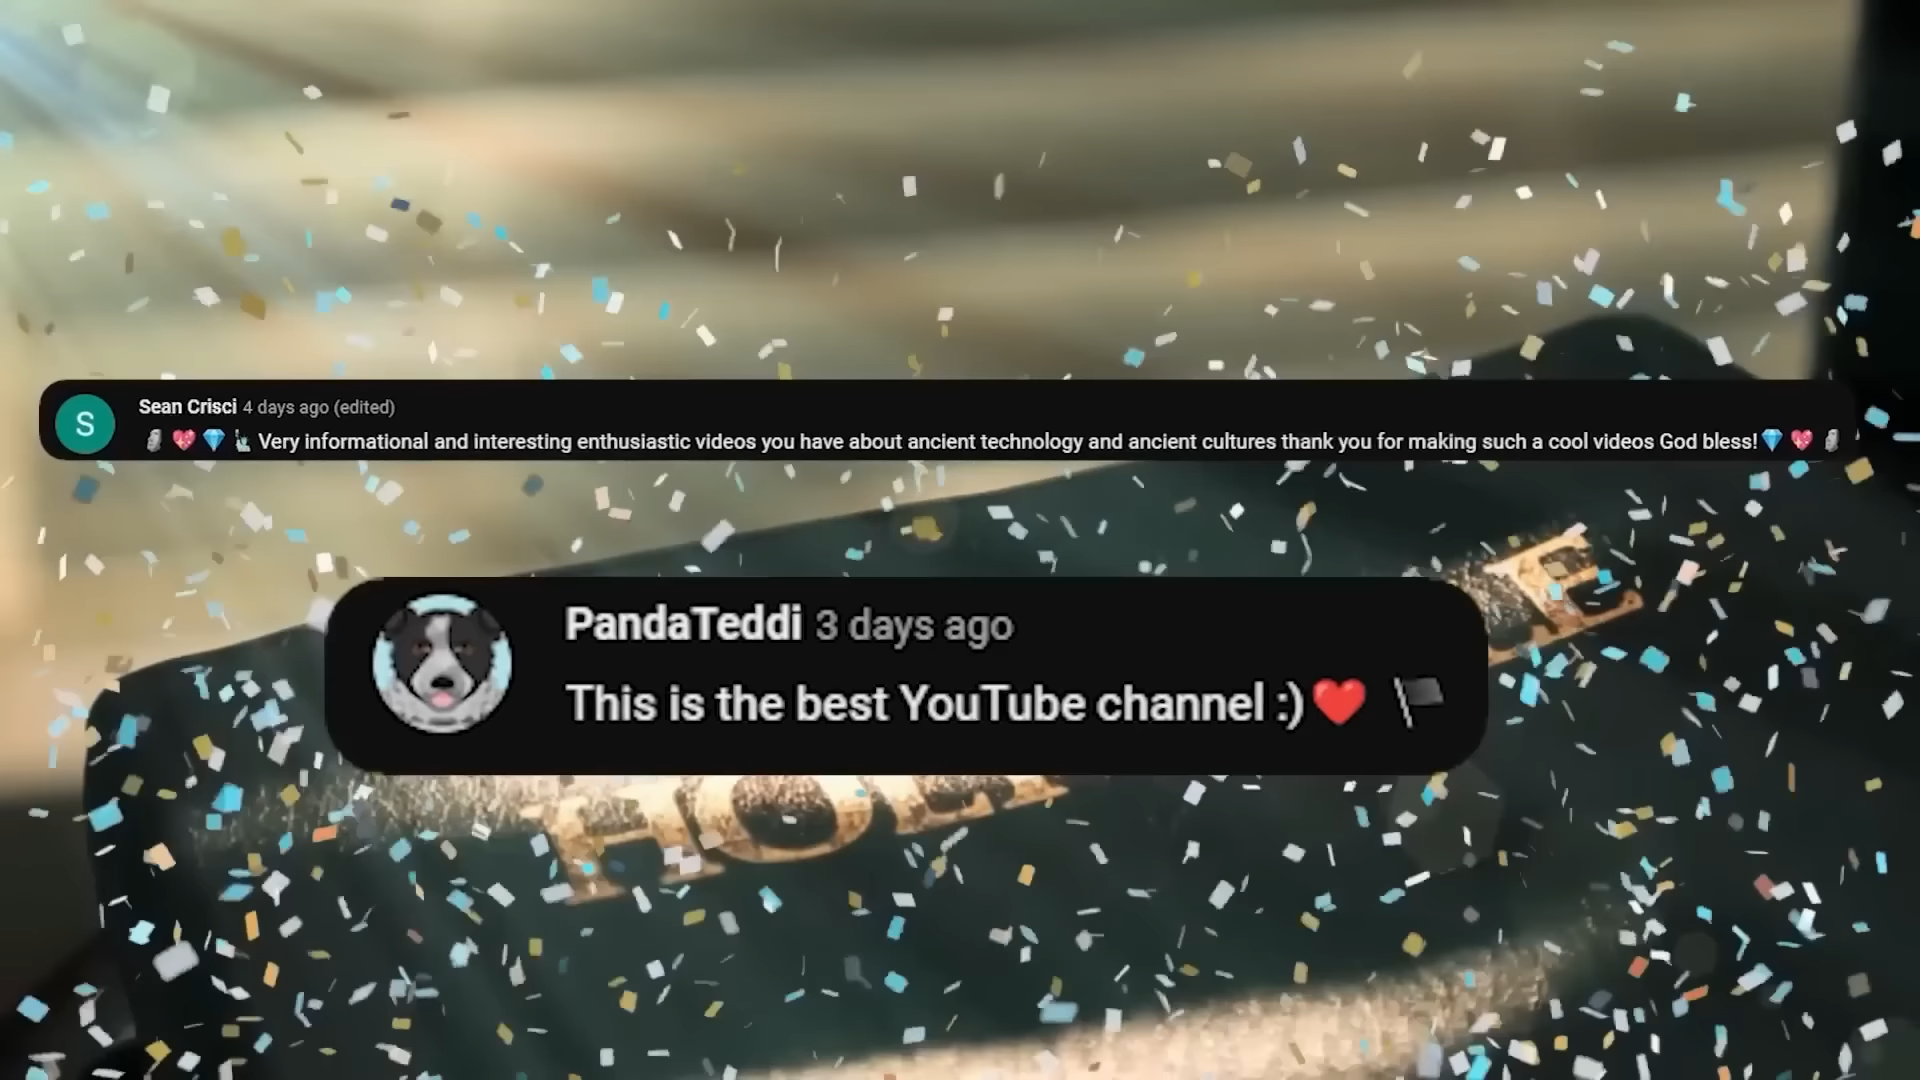 S
Sean Crisci 4 days ago (edited)
🗿 💖 💎 🗽 Very informational and interesting enthusiastic videos you have about ancient technology and ancient cultures thank you for making such a cool videos God bless!💎 💖 🗿
PandaTeddi 3 days ago
This is the best YouTube channel :)❤️ 🏴